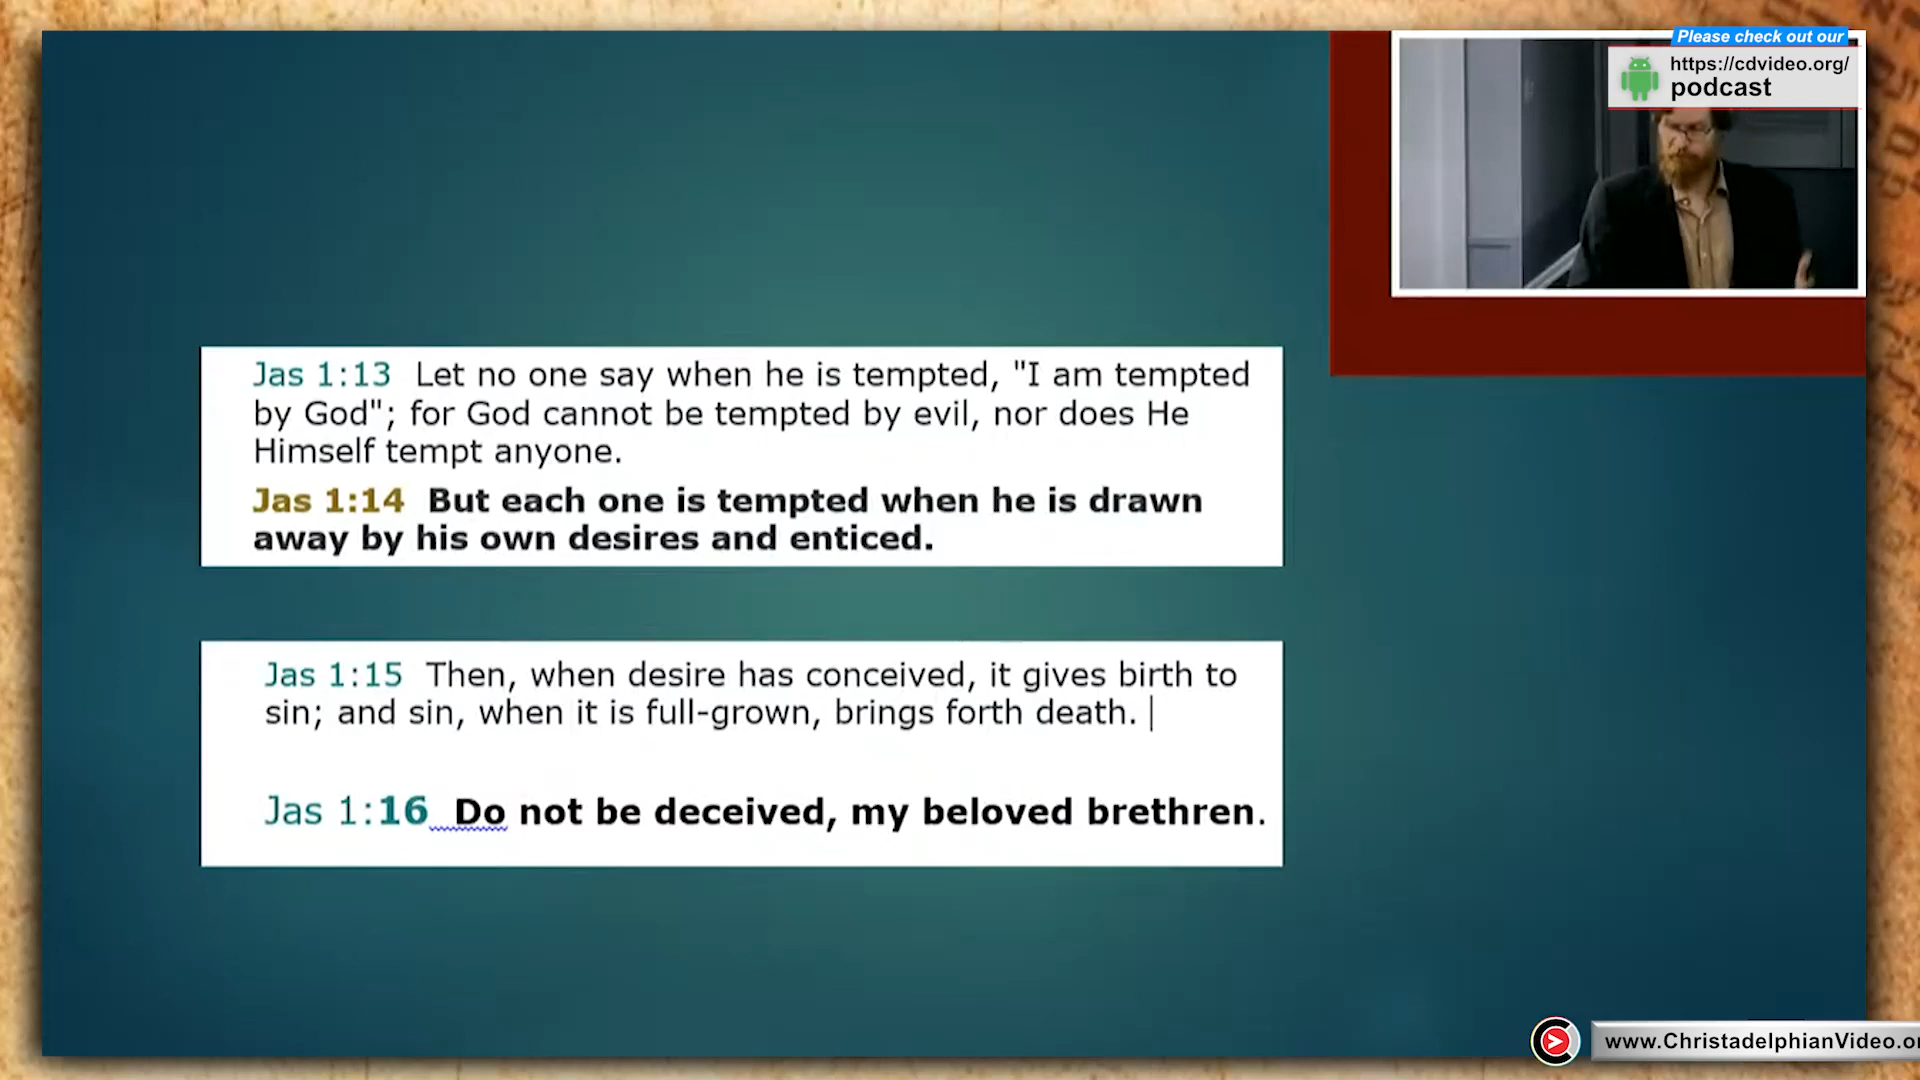 Please check out our
https://cdvideo.org/
podcast
Jas 1:13 Let no one say when he is tempted, "I am tempted
by God"; for God cannot be tempted by evil, nor does He
Himself tempt anyone.
Jas 1:14 But each one is tempted when he is drawn
away by his own desires and enticed.
Jas 1:15 Then, when desire has conceived, it gives birth to
sin; and sin, when it is full-grown, brings forth death.
Jas 1:16 Do not be deceived, my beloved brethren.
www.ChristadelphianVideo.or